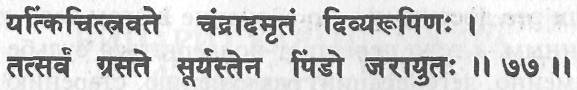 यत्किंचित्स्रवते चंद्रादमृतं दिव्यरूपिणः ।
तत्सर्वं ग्रसते सूर्यस्तेन पिंडो जरायुतः ॥ ७७ ॥